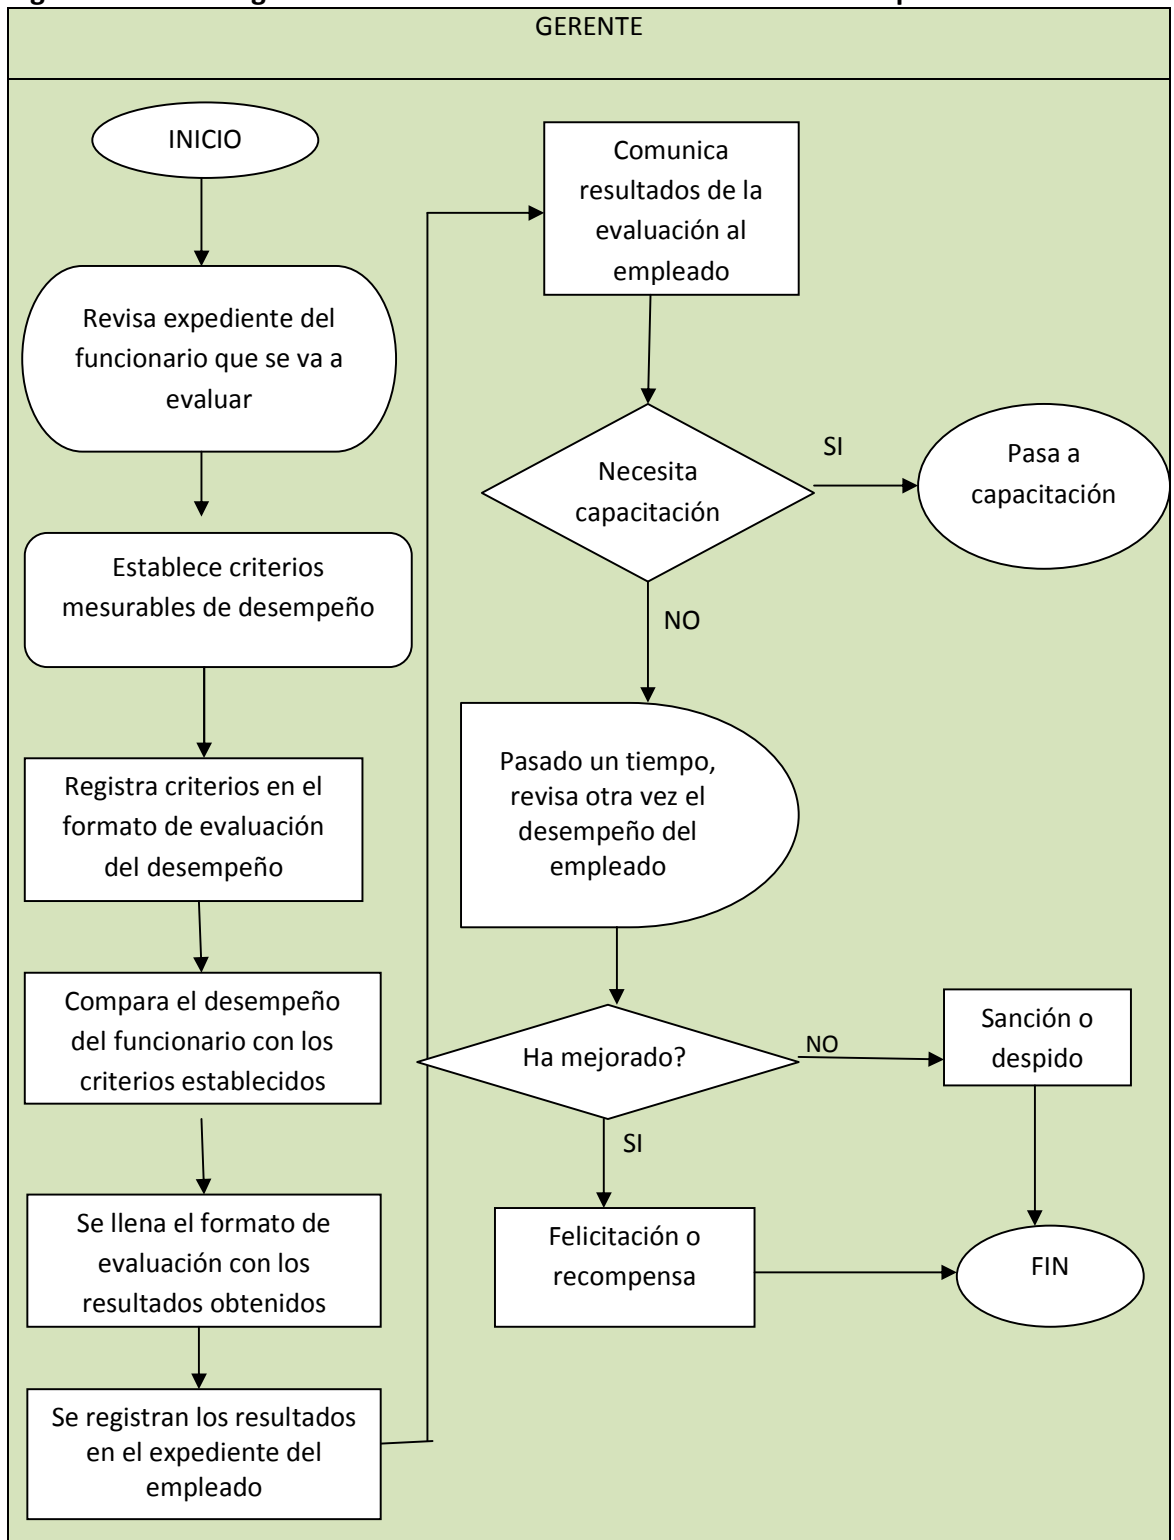 GERENTE
INICIO
Revisa expediente del
funcionario que se va a
evaluar
Establece criterios
mesurables de desempeño
Registra criterios en el
formato de evaluación
del desempeño
Compara el desempeño
del funcionario con los
criterios establecidos
Se llena el formato de
evaluación con los
resultados obtenidos
Se registran los resultados
en el expediente del
empleado
Comunica
resultados de la
evaluación al
empleado
Necesita
capacitación
SI
Pasa a
capacitación
NO
Pasado un tiempo,
revisa otra vez el
desempeño del
empleado
Ha mejorado?
NO
Sanción o
despido
SI
Felicitación o
recompensa
FIN